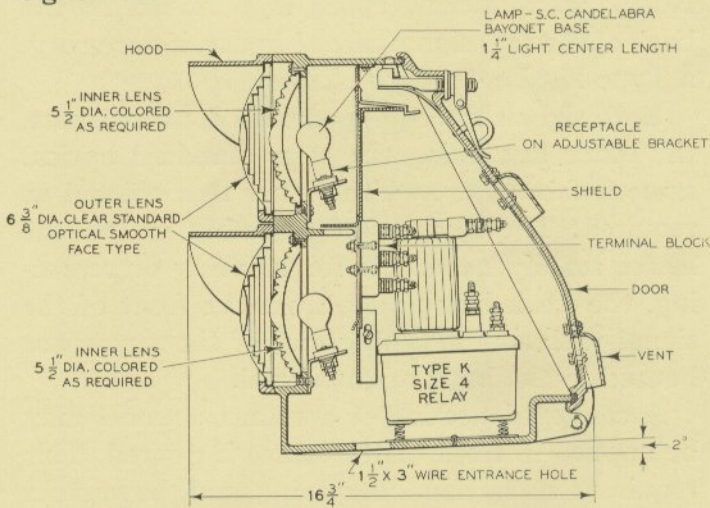 LAMP-S.C. CANDELABRA
BAYONET BASE
1 1/4" LIGHT CENTER LENGTH
HOOD
INNER LENS
5 1/2" DIA. COLORED
AS REQUIRED
RECEPTACLE
ON ADJUSTABLE BRACKET
SHIELD
OUTER LENS
6 3/8" DIA. CLEAR STANDARD
OPTICAL SMOOTH
FACE TYPE
TERMINAL BLOCK
DOOR
INNER LENS
5 1/2" DIA. COLORED
AS REQUIRED
VENT
TYPE K
SIZE 4
RELAY
2"
1 1/2" X 3" WIRE ENTRANCE HOLE
16 3/4"